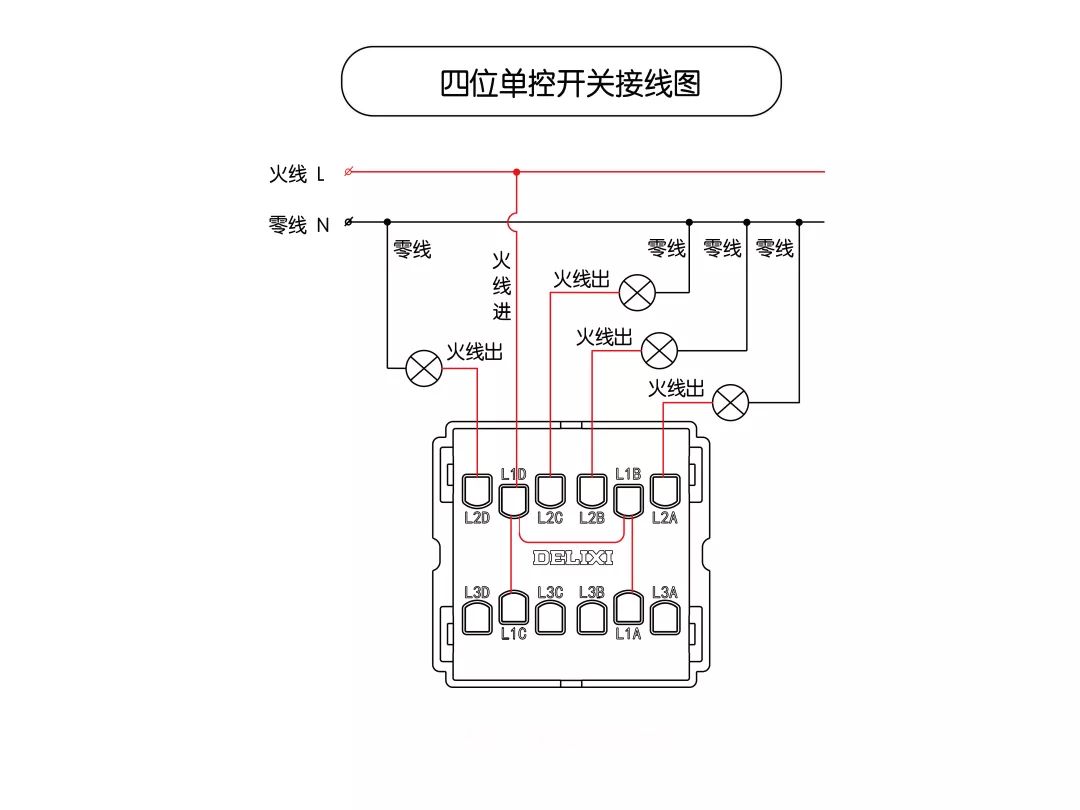 四位单控开关接线图
火线 L
零线 N
零线
零线 零线 零线
火线进
火线出
火线出
火线出
火线出
L1D L1B
L2D L2C L2B L2A
DELIXI
L3D L3C L3B L3A
L1C L1A